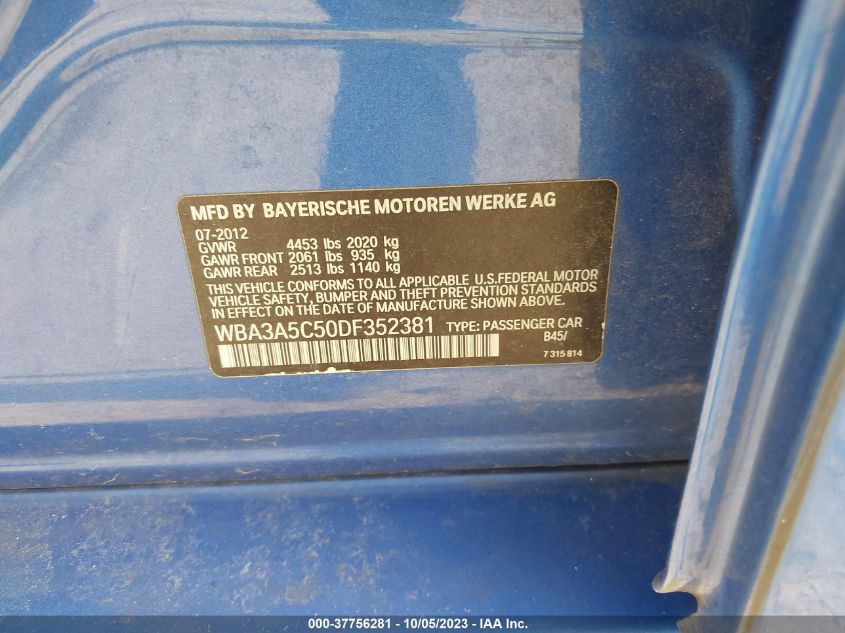 MFD BY BAYERISCHE MOTOREN WERKE AG
07-2012
GVWR 4453 lbs 2020 kg
GAWR FRONT 2061 lbs 935 kg
GAWR REAR 2513 lbs 1140 kg
THIS VEHICLE CONFORMS TO ALL APPLICABLE U.S.FEDERAL MOTOR
VEHICLE SAFETY, BUMPER AND THEFT PREVENTION STANDARDS
IN EFFECT ON THE DATE OF MANUFACTURE SHOWN ABOVE.
WBA3A5C50DF352381 TYPE: PASSENGER CAR
B45/
7 315 814
000-37756281 - 10/05/2023 - IAA Inc.